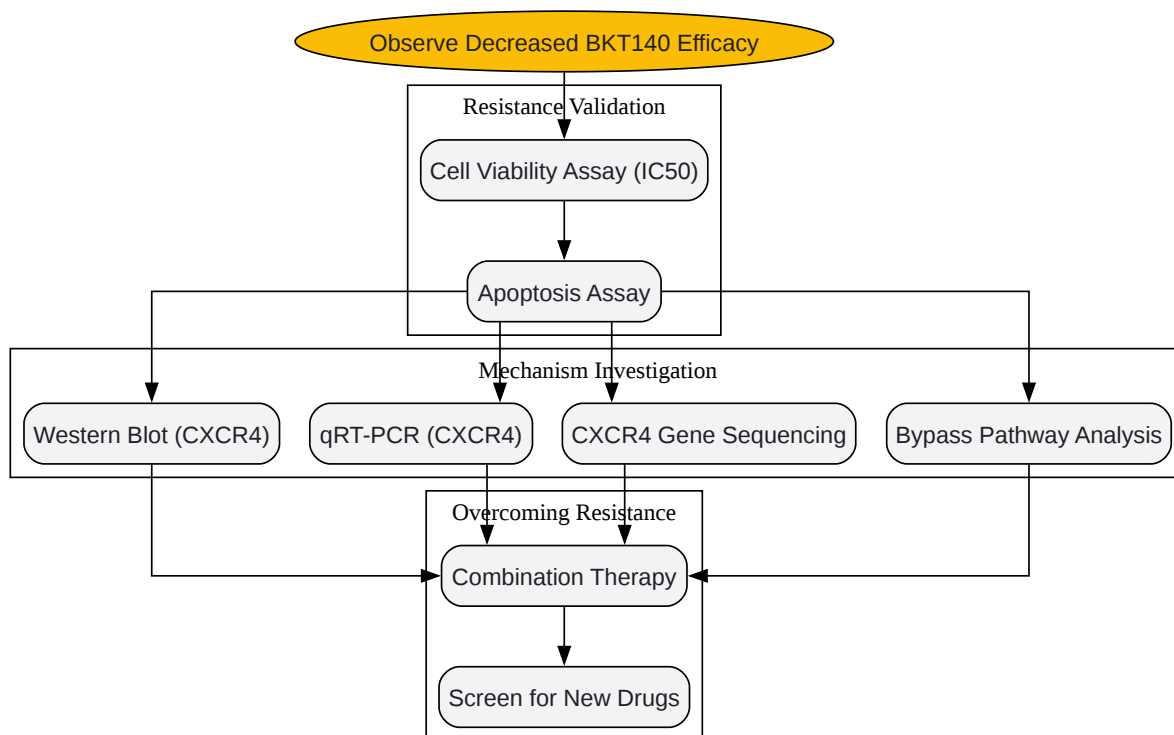 Observe Decreased BKT140 Efficacy
Resistance Validation
Cell Viability Assay (IC50)
Apoptosis Assay
Mechanism Investigation
Western Blot (CXCR4)
qRT-PCR (CXCR4)
CXCR4 Gene Sequencing
Bypass Pathway Analysis
Overcoming Resistance
Combination Therapy
Screen for New Drugs